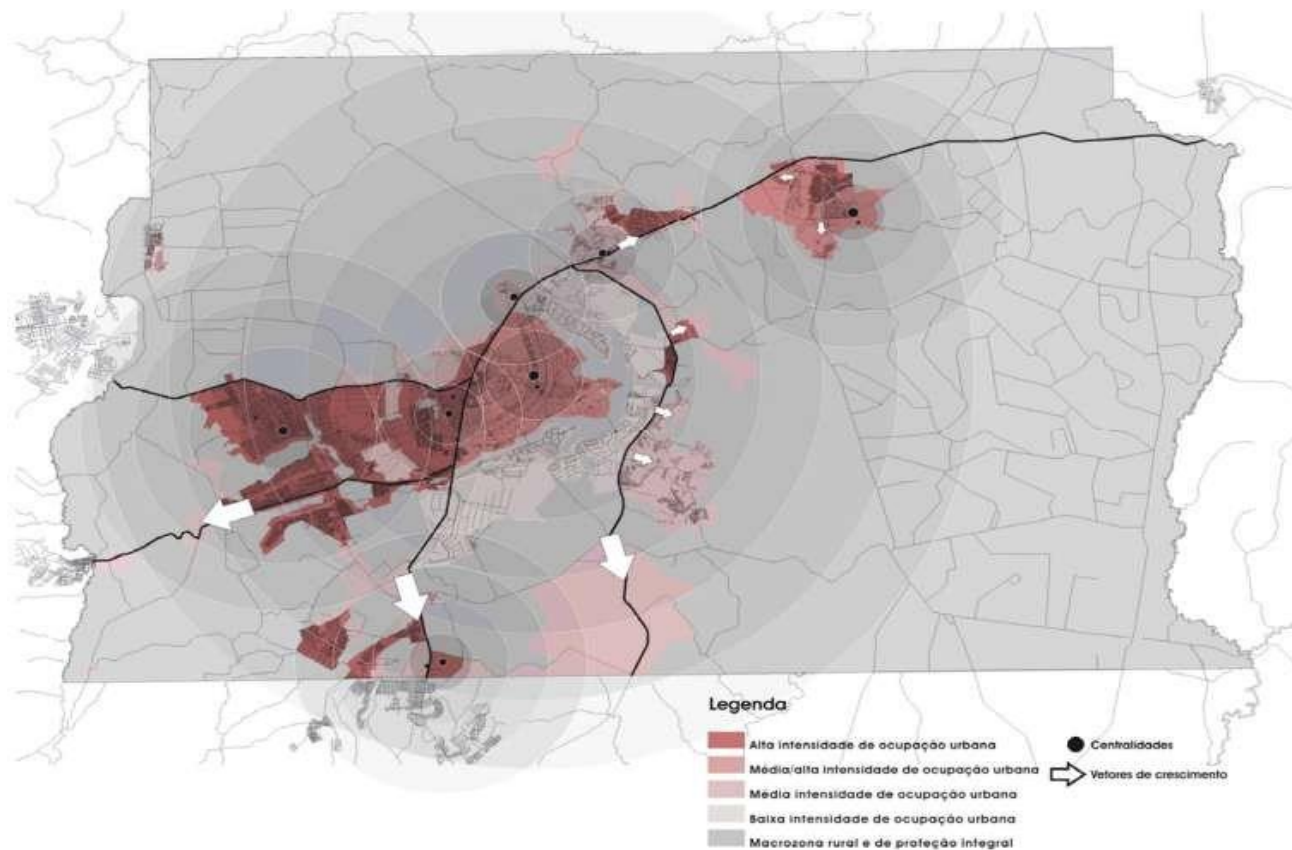 Legenda
Alta intensidade de ocupação urbana
Média/alta intensidade de ocupação urbana
Média intensidade de ocupação urbana
Baixa intensidade de ocupação urbana
Macrozona rural e de profeção integral
Centralidades
Vetores de crescimento